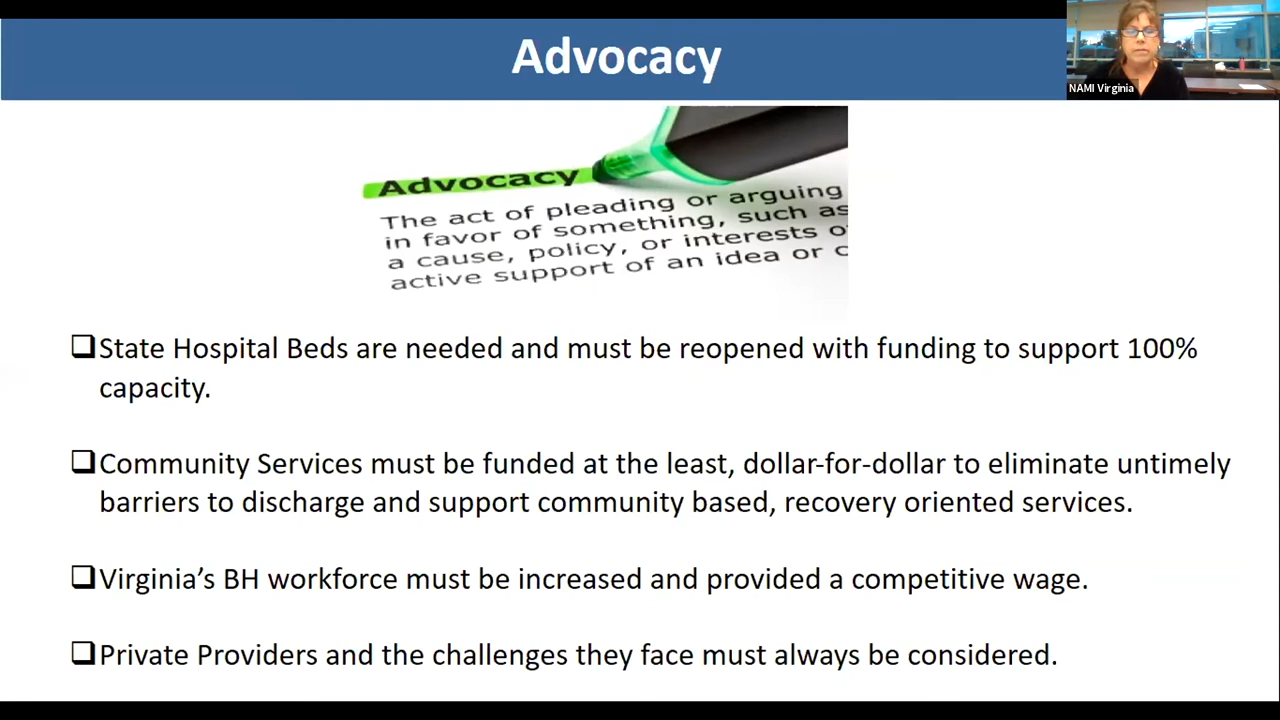 Advocacy
NAMI Virginia
Advocacy
The act of pleading or arguing
in favor of something, such as
a cause, policy, or interests o
active support of an idea or c
State Hospital Beds are needed and must be reopened with funding to support 100%
capacity.
Community Services must be funded at the least, dollar-for-dollar to eliminate untimely
barriers to discharge and support community based, recovery oriented services.
Virginia’s BH workforce must be increased and provided a competitive wage.
Private Providers and the challenges they face must always be considered.